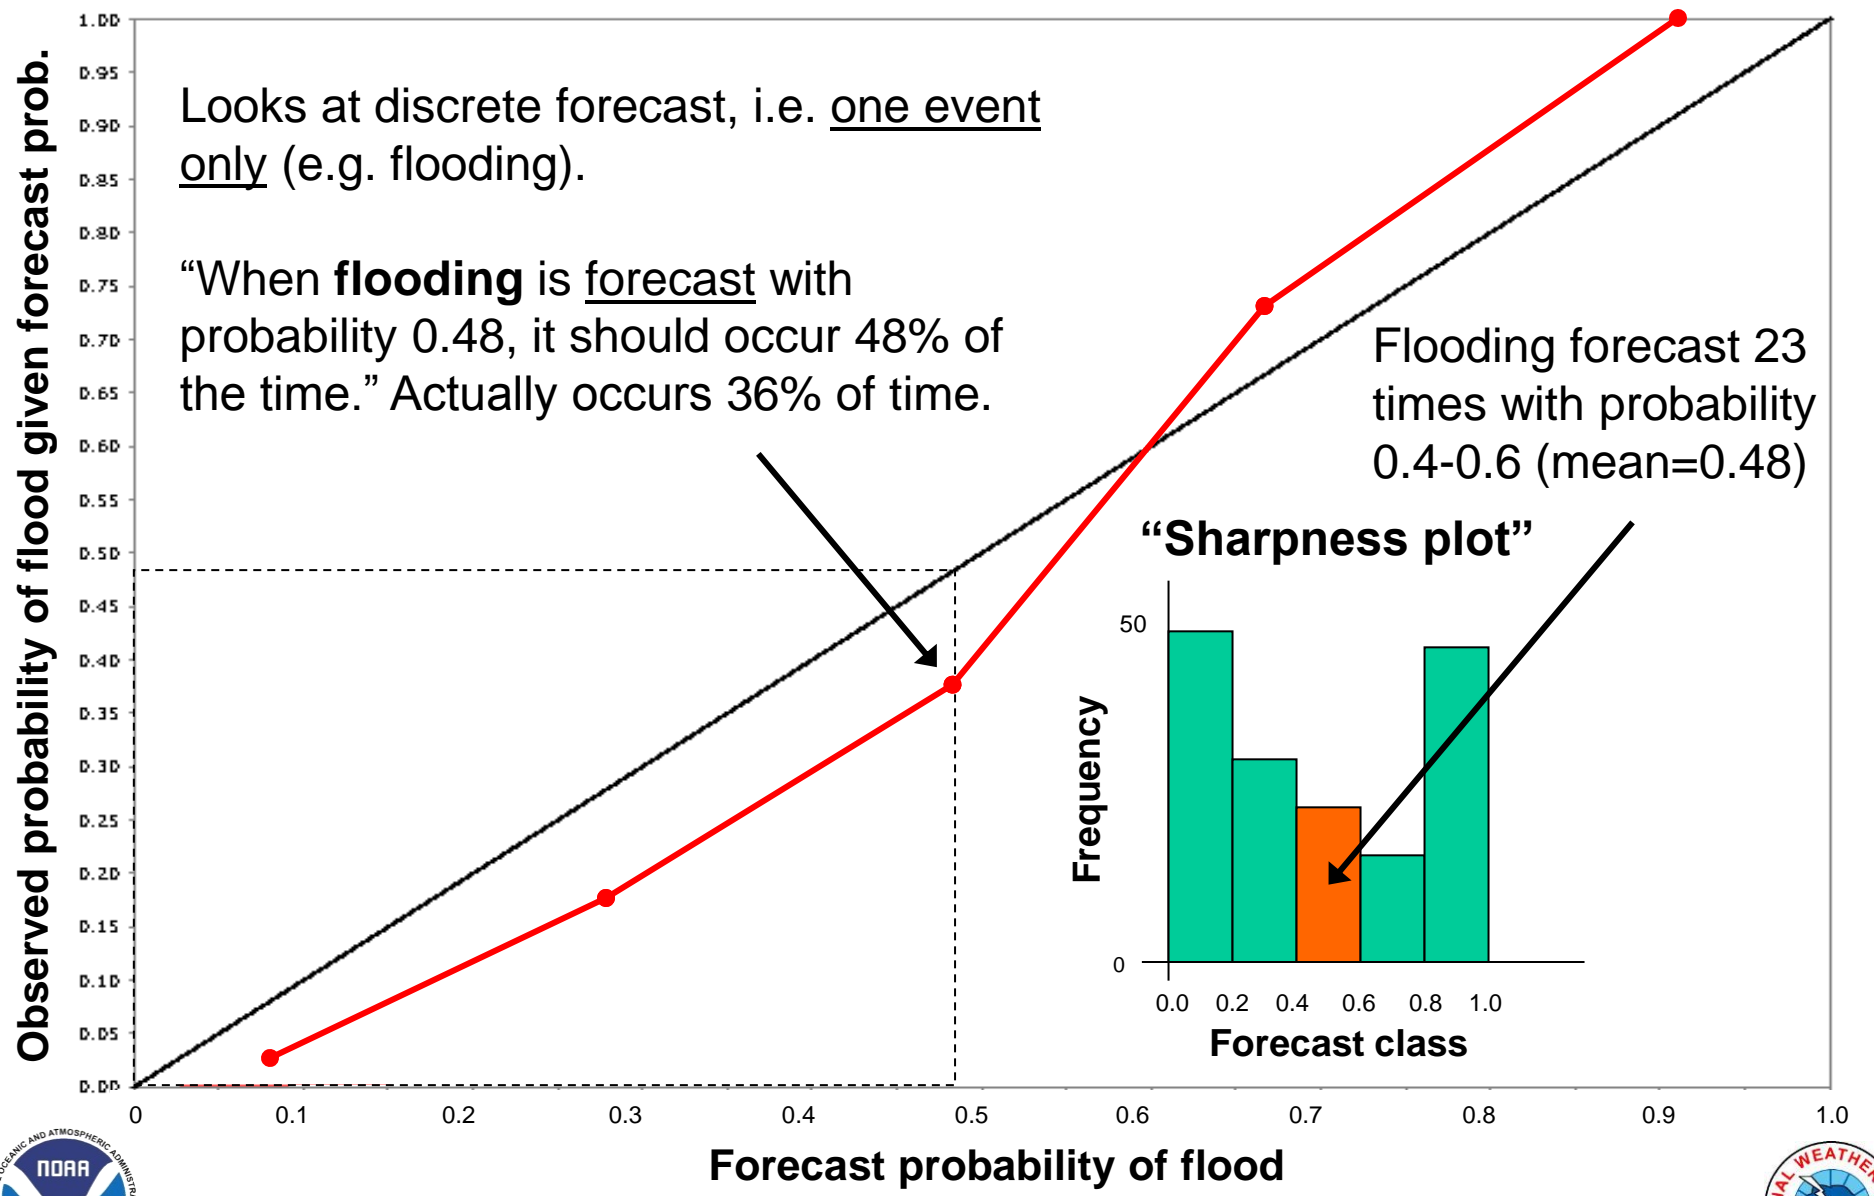 Observed probability of flood given forecast prob.
1.00
0.95
0.90
0.85
0.80
0.75
0.70
0.65
0.60
0.55
0.50
0.45
0.40
0.35
0.30
0.25
0.20
0.15
0.10
0.05
0.00
Looks at discrete forecast, i.e. one event
only (e.g. flooding).
“When flooding is forecast with
probability 0.48, it should occur 48% of
the time.” Actually occurs 36% of time.
Flooding forecast 23
times with probability
0.4-0.6 (mean=0.48)
“Sharpness plot”
Frequency
50
0
0.0 0.2 0.4 0.6 0.8 1.0
Forecast class
0 0.1 0.2 0.3 0.4 0.5 0.6 0.7 0.8 0.9 1.0
Forecast probability of flood
AND ATMOSPHERIC
NOAA
WEATHER